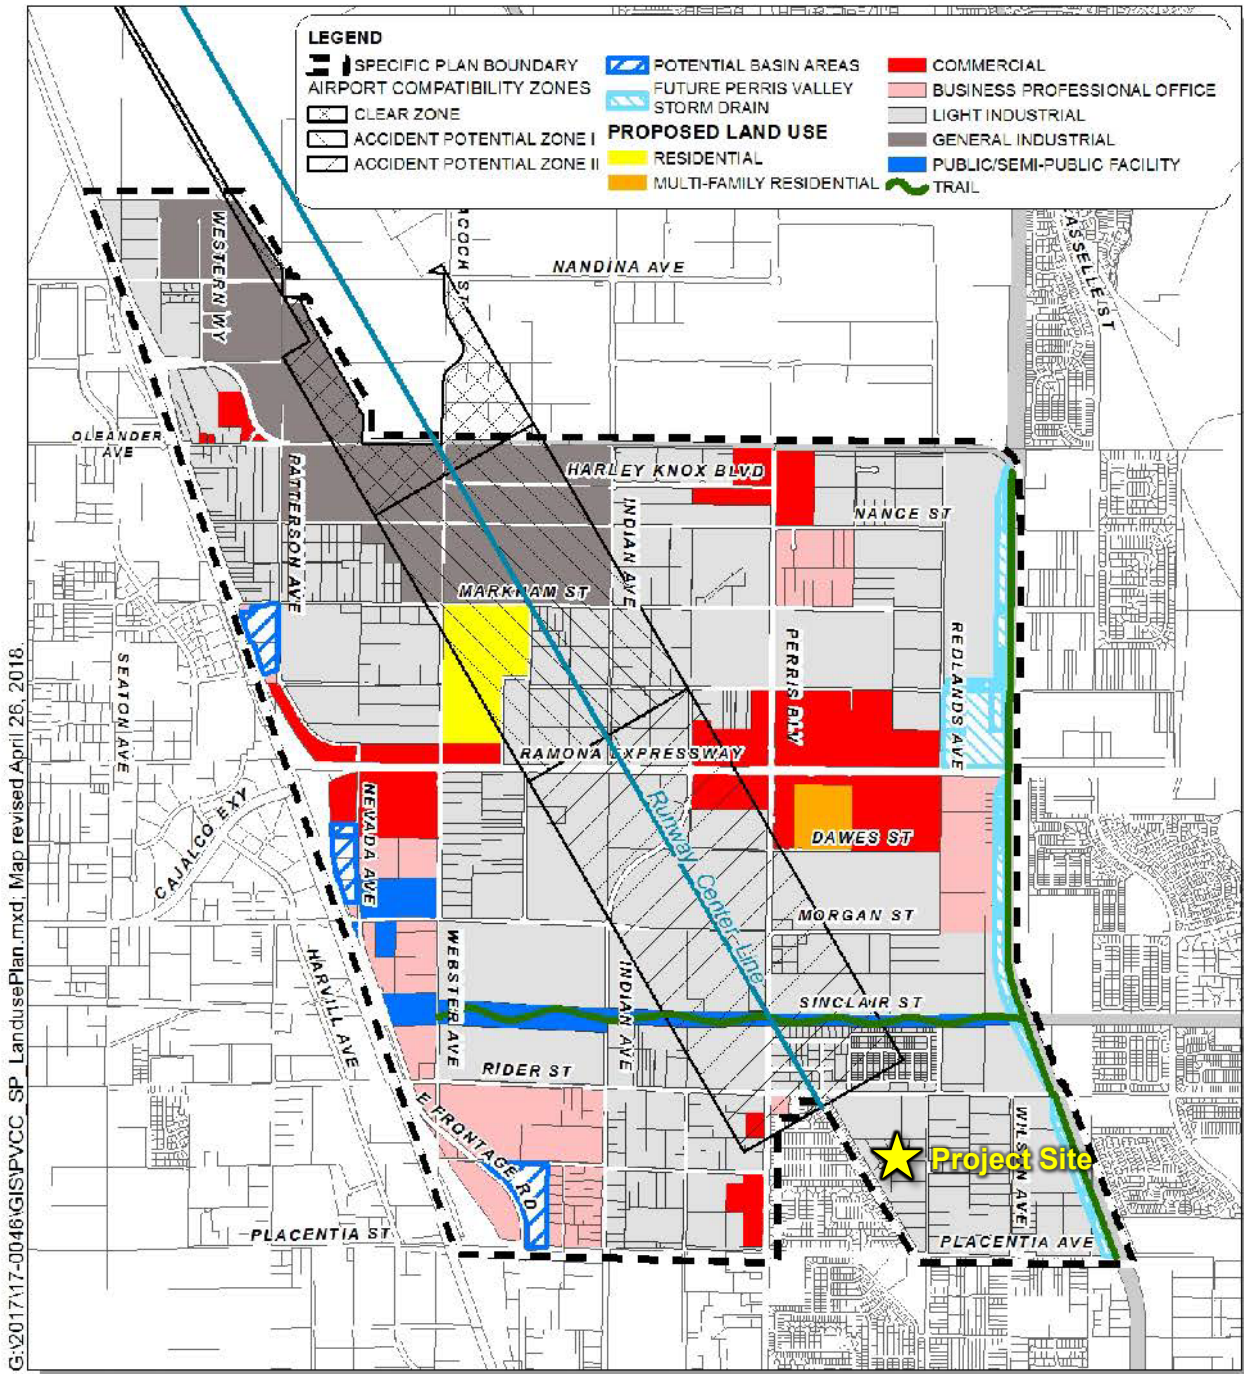 LEGEND
SPECIFIC PLAN BOUNDARY
AIRPORT COMPATIBILITY ZONES
CLEAR ZONE
ACCIDENT POTENTIAL ZONE I
ACCIDENT POTENTIAL ZONE II
POTENTIAL BASIN AREAS
FUTURE PERRIS VALLEY
STORM DRAIN
PROPOSED LAND USE
RESIDENTIAL
MULTI-FAMILY RESIDENTIAL
COMMERCIAL
BUSINESS PROFESSIONAL OFFICE
LIGHT INDUSTRIAL
GENERAL INDUSTRIAL
PUBLIC/SEMI-PUBLIC FACILITY
TRAIL
WESTERN WY
NCOCH ST
NANDINA AVE
ASSELLE ST
OLEANDER
AVE
PATTERSON AVE
HARLEY KNOX BLVD
INDIAN AVE
NANCE ST
MARKHAM ST
SEATON AVE
PERRIS BLV
REDLANDS AVE
RAMONA EXPRESSWAY
CAJALCO EXY
NEVADA AVE
Runway Center Line
DAWES ST
MORGAN ST
HARVILL AVE
WEBSTER AVE
INDIAN AVE
SINCLAIR ST
RIDER ST
E FRONTAGE RD
WILSON AVE
Project Site
PLACENTIA ST
PLACENTIA AVE
G:\2017\17-0046\GIS\PVCC_SP_LandusePlan.mxd; Map revised April 26, 2018.